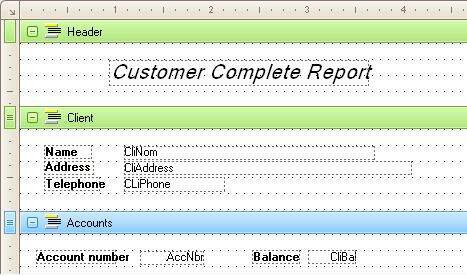 1 2 3 4
Header
Customer Complete Report
Client
Name CliNom
Address CliAddress
Telephone CLiPhone
Accounts
Account number AccNbr Balance CliBal